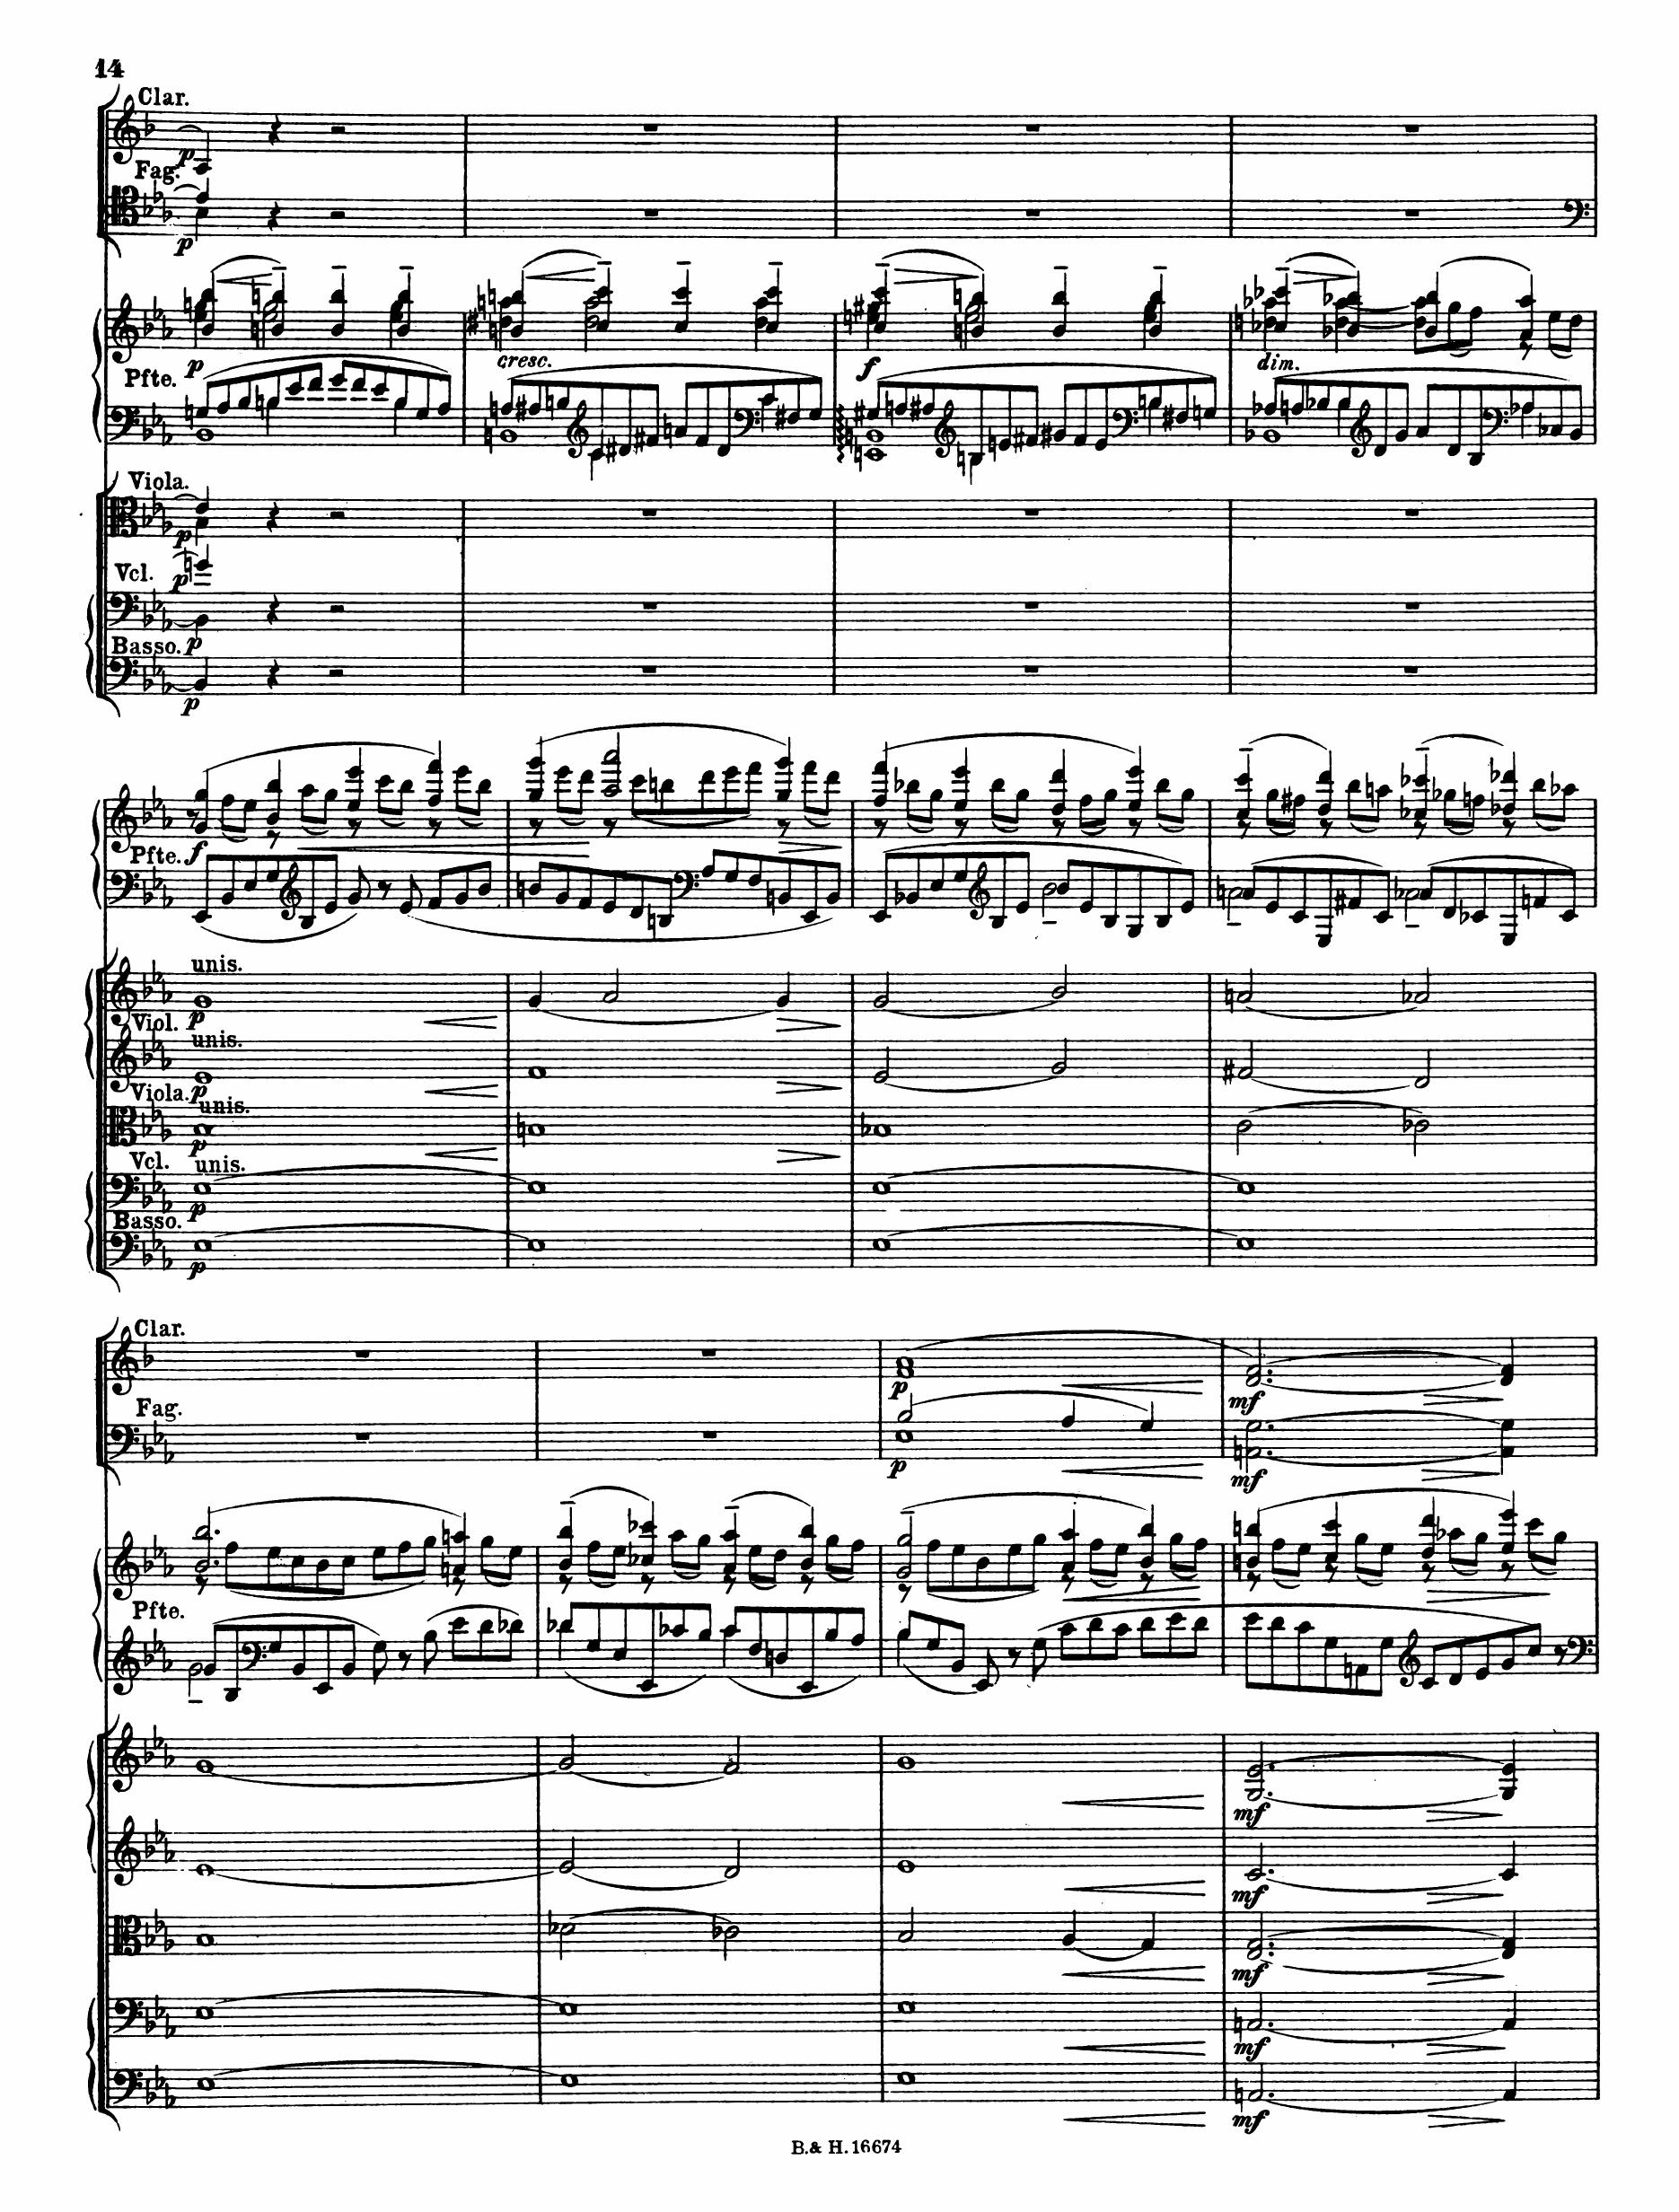 14
Clar.
p
Fag.
p
p cresc. f dim.
Pfte.
Viola.
p
p
Vcl.
p
Basso.
p
f
Pfte.
unis.
p
Viol.
unis.
p
Viola.
unis.
p
Vcl. unis.
p
Basso.
p
Clar.
p mf
Fag.
p mf
Pfte.
mf
mf
mf
mf
mf
B. & H. 16674